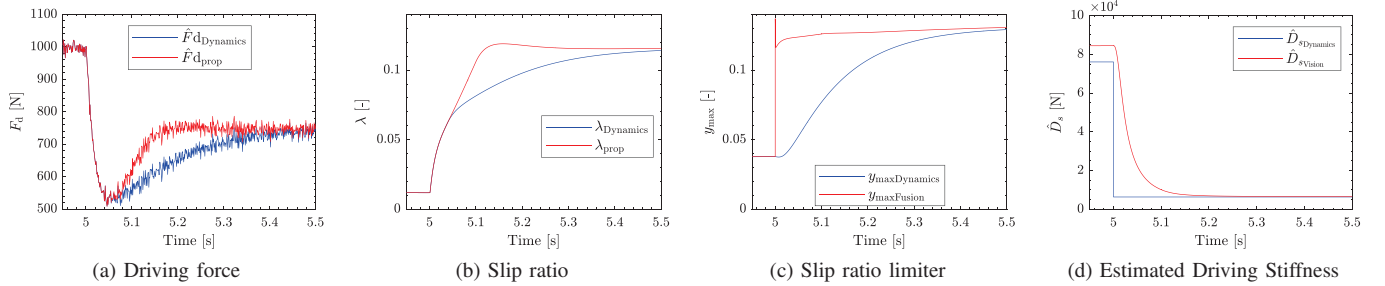 1100
1000
900
800
700
600
500
F_d [N]
F̂d_Dynamics
F̂d_prop
5 5.1 5.2 5.3 5.4 5.5
Time [s]
(a) Driving force
0.1
0.05
0
λ [-]
λ_Dynamics
λ_prop
5 5.1 5.2 5.3 5.4 5.5
Time [s]
(b) Slip ratio
0.1
0.05
0
y_max [-]
y_maxDynamics
y_maxFusion
5 5.1 5.2 5.3 5.4 5.5
Time [s]
(c) Slip ratio limiter
10 × 10⁴
8
6
4
2
0
D̂_s [N]
D̂_sDynamics
D̂_sVision
5 5.1 5.2 5.3 5.4 5.5
Time [s]
(d) Estimated Driving Stiffness